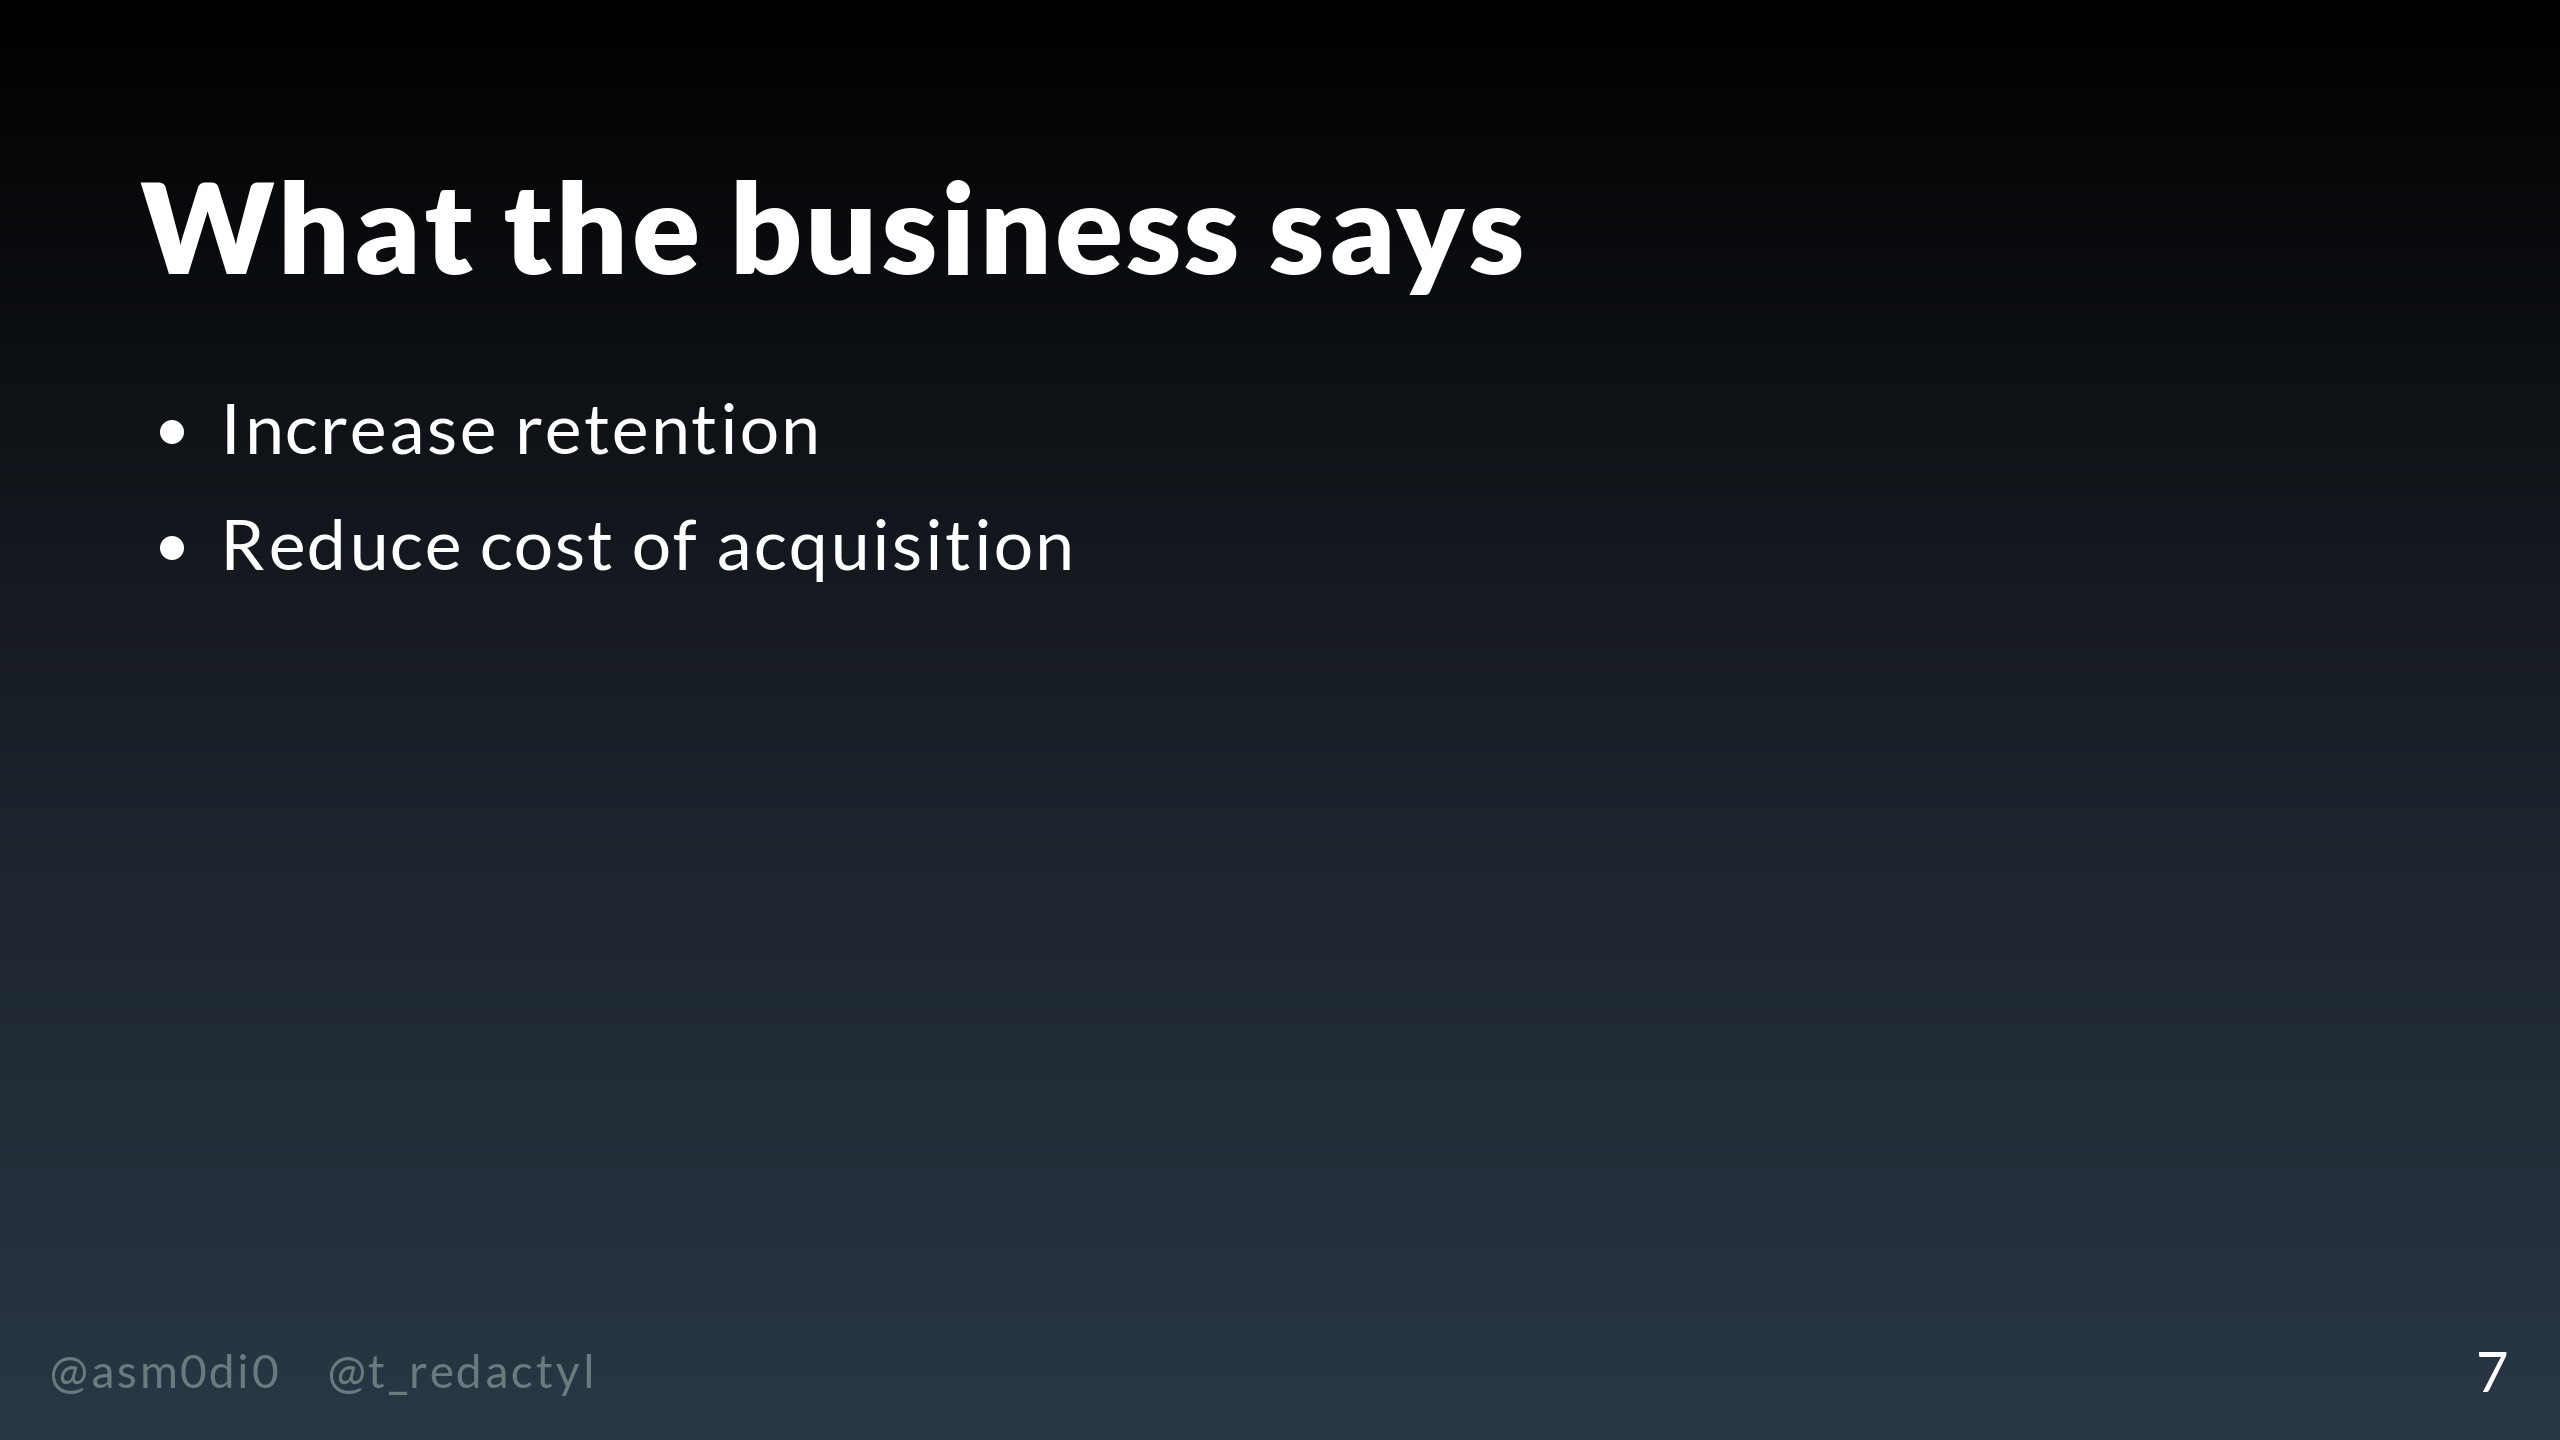 What the business says
• Increase retention
• Reduce cost of acquisition
@asm0di0 @t_redactyl
7